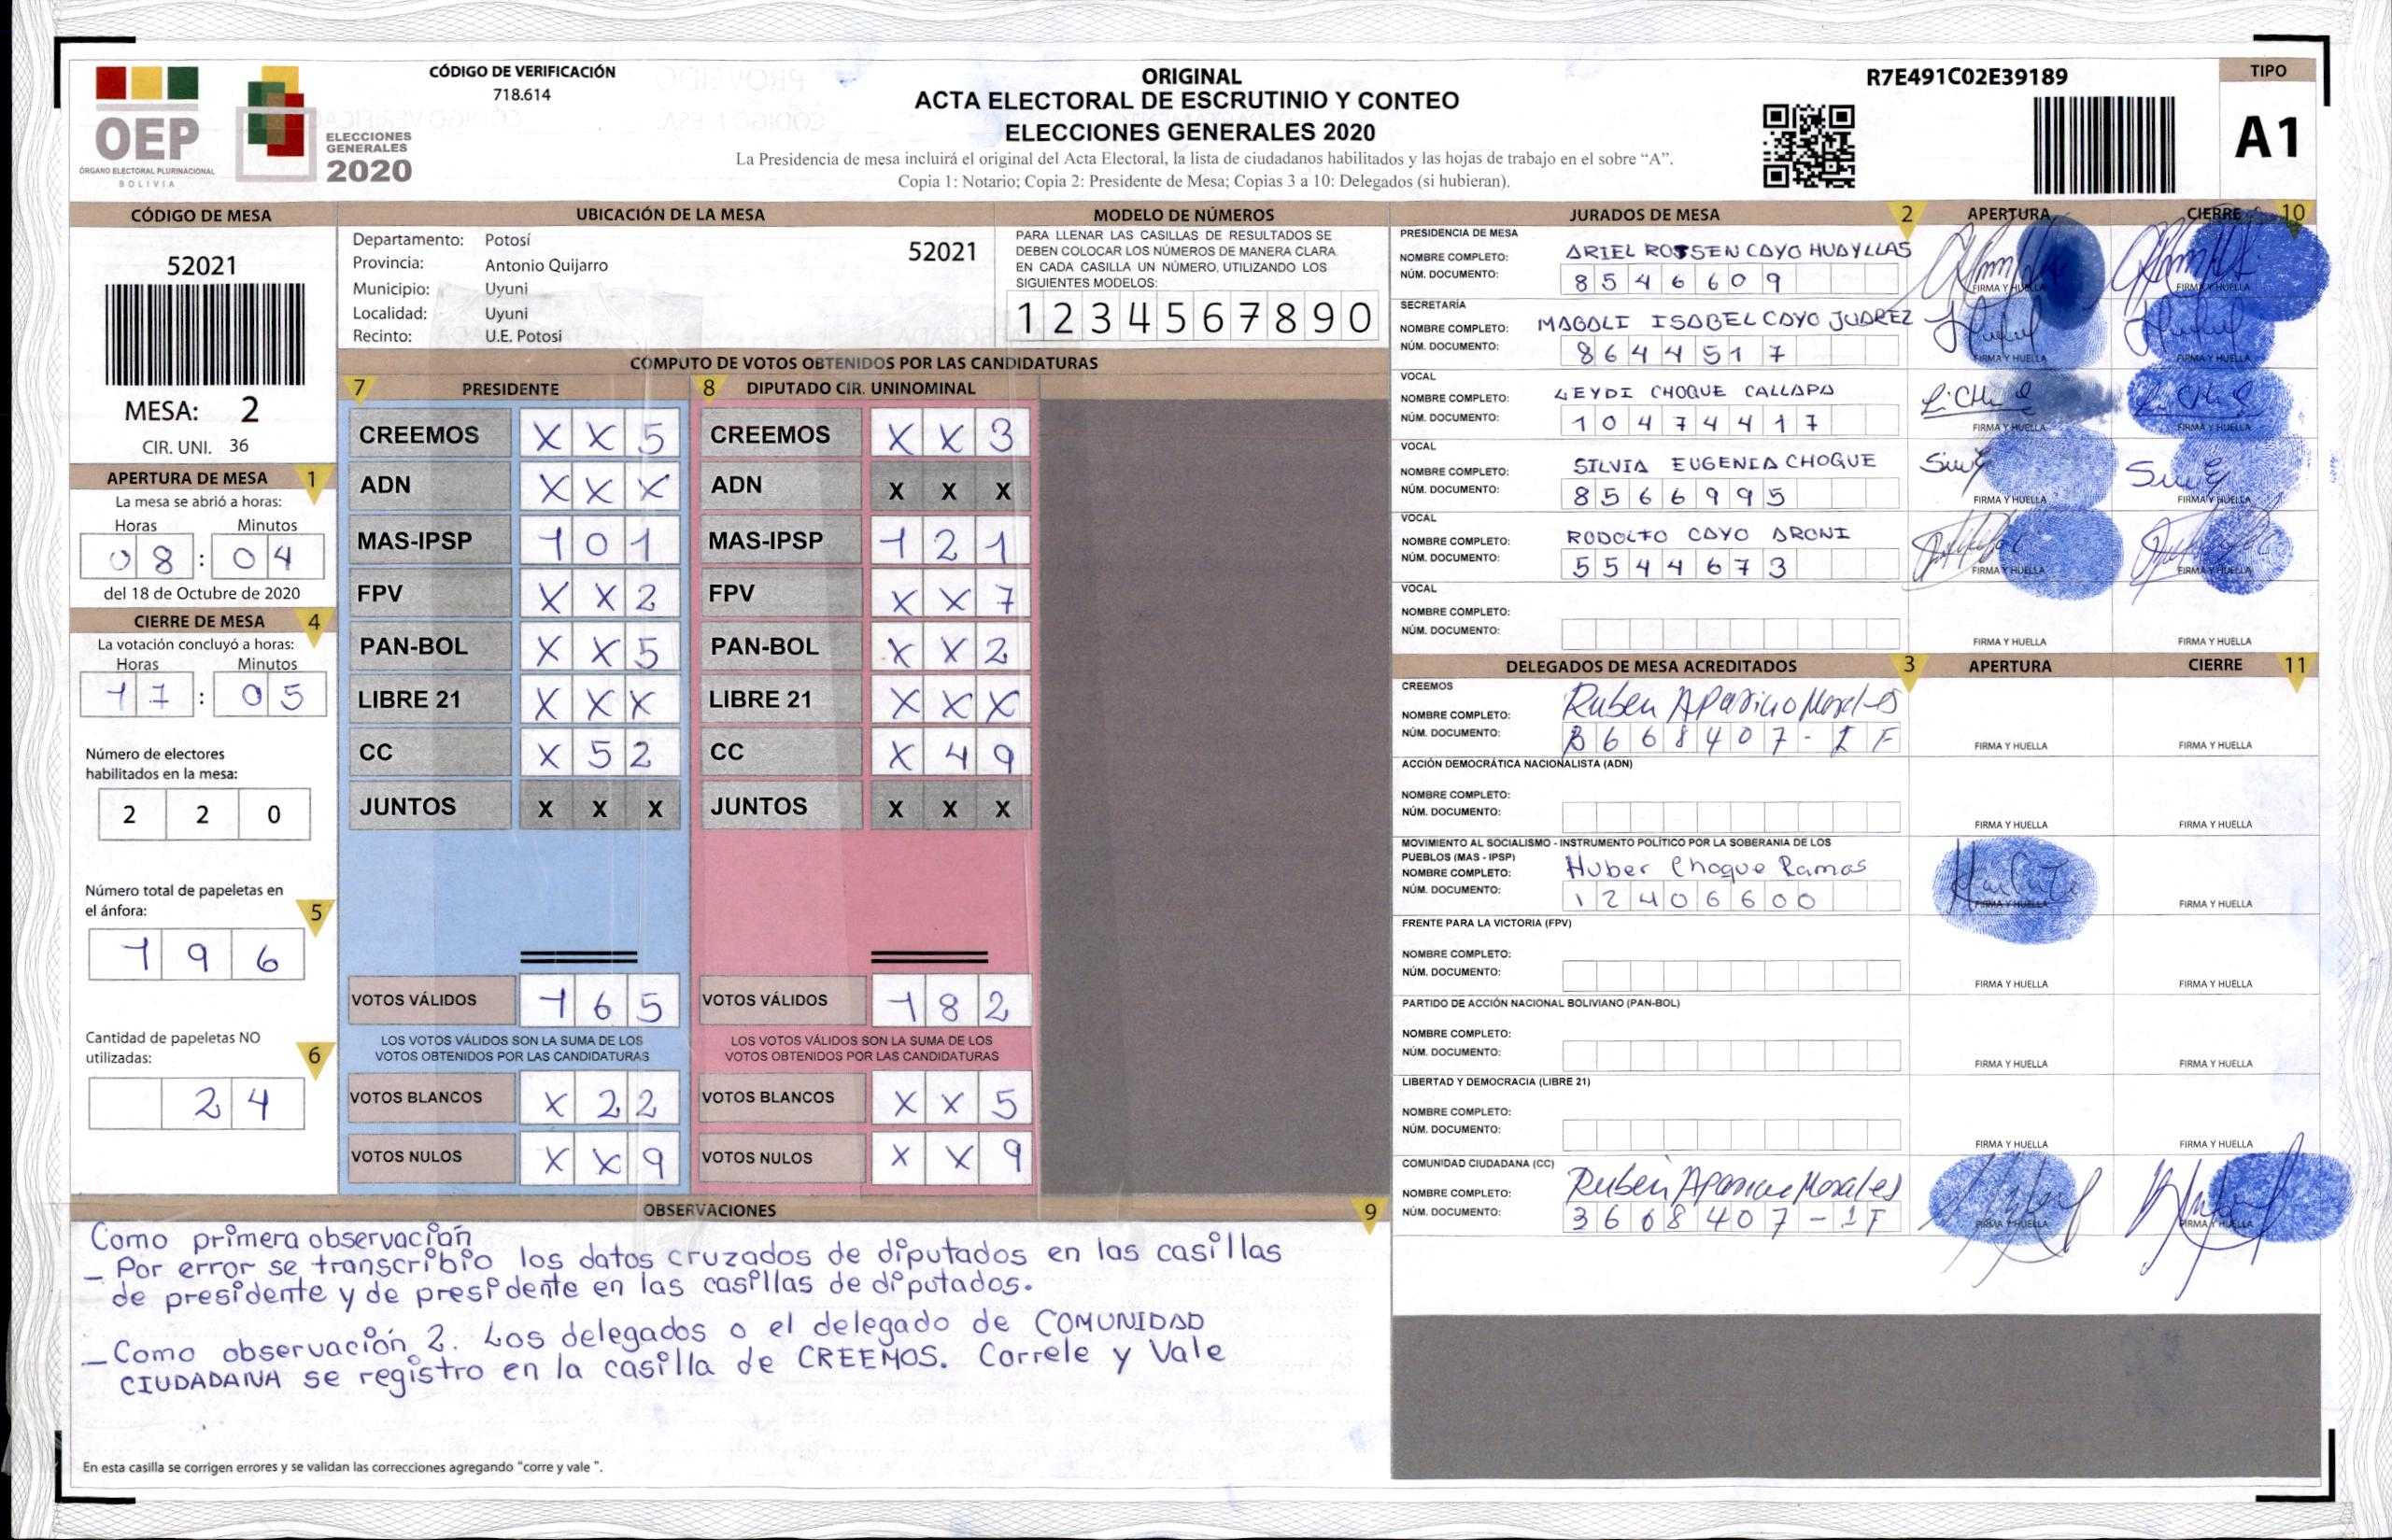 OEP
ÓRGANO ELECTORAL PLURINACIONAL
BOLIVIA
ELECCIONES
GENERALES
2020
CÓDIGO DE VERIFICACIÓN
718.614
ORIGINAL
ACTA ELECTORAL DE ESCRUTINIO Y CONTEO
ELECCIONES GENERALES 2020
La Presidencia de mesa incluirá el original del Acta Electoral, la lista de ciudadanos habilitados y las hojas de trabajo en el sobre “A”.
Copia 1: Notario; Copia 2: Presidente de Mesa; Copias 3 a 10: Delegados (si hubieran).
R7E491C02E39189
TIPO
A1
CÓDIGO DE MESA
52021
MESA: 2
CIR. UNI. 36
APERTURA DE MESA 1
La mesa se abrió a horas:
Horas Minutos
08 : 04
del 18 de Octubre de 2020
CIERRE DE MESA 4
La votación concluyó a horas:
Horas Minutos
17 : 05
Número de electores
habilitados en la mesa:
2 2 0
Número total de papeletas en
el ánfora: 5
1 9 6
Cantidad de papeletas NO
utilizadas: 6
2 4
UBICACIÓN DE LA MESA
Departamento: Potosí
52021
Provincia: Antonio Quijarro
Municipio: Uyuni
Localidad: Uyuni
Recinto: U.E. Potosi
MODELO DE NÚMEROS
PARA LLENAR LAS CASILLAS DE RESULTADOS SE
DEBEN COLOCAR LOS NÚMEROS DE MANERA CLARA
EN CADA CASILLA UN NÚMERO, UTILIZANDO LOS
SIGUIENTES MODELOS:
1 2 3 4 5 6 7 8 9 0
COMPUTO DE VOTOS OBTENIDOS POR LAS CANDIDATURAS
7 PRESIDENTE
CREEMOS X X 5
ADN X X X
MAS-IPSP 1 0 1
FPV X X 2
PAN-BOL X X 5
LIBRE 21 X X X
CC X 5 2
JUNTOS X X X
VOTOS VÁLIDOS 1 6 5
LOS VOTOS VÁLIDOS SON LA SUMA DE LOS
VOTOS OBTENIDOS POR LAS CANDIDATURAS
VOTOS BLANCOS X 2 2
VOTOS NULOS X X 9
8 DIPUTADO CIR. UNINOMINAL
CREEMOS X X 3
ADN X X X
MAS-IPSP 1 2 1
FPV X X 7
PAN-BOL X X 2
LIBRE 21 X X X
CC X 4 9
JUNTOS X X X
VOTOS VÁLIDOS 1 8 2
LOS VOTOS VÁLIDOS SON LA SUMA DE LOS
VOTOS OBTENIDOS POR LAS CANDIDATURAS
VOTOS BLANCOS X X 5
VOTOS NULOS X X 9
OBSERVACIONES 9
Como primera observación
- Por error se transcribio los datos cruzados de diputados en las casillas
de presidente y de presidente en las casillas de diputados.
- Como observación 2. Los delegados o el delegado de COMUNIDAD
CIUDADANA se registro en la casilla de CREEMOS. Correle y Vale
En esta casilla se corrigen errores y se validan las correcciones agregando “corre y vale ”.
JURADOS DE MESA 2 APERTURA CIERRE 10
PRESIDENCIA DE MESA
NOMBRE COMPLETO: ARIEL ROSSEN CAYO HUAYLLAS
NÚM. DOCUMENTO: 8546609
FIRMA Y HUELLA FIRMA Y HUELLA
SECRETARÍA
NOMBRE COMPLETO: MAGALI ISABEL CAYO JUAREZ
NÚM. DOCUMENTO: 8644517
FIRMA Y HUELLA FIRMA Y HUELLA
VOCAL
NOMBRE COMPLETO: LEYDI CHOQUE CALLAPA
NÚM. DOCUMENTO: 10474417
FIRMA Y HUELLA FIRMA Y HUELLA
VOCAL
NOMBRE COMPLETO: SILVIA EUGENIA CHOQUE
NÚM. DOCUMENTO: 8566995
FIRMA Y HUELLA FIRMA Y HUELLA
VOCAL
NOMBRE COMPLETO: RODOLFO CAYO ARONI
NÚM. DOCUMENTO: 5544673
FIRMA Y HUELLA FIRMA Y HUELLA
VOCAL
NOMBRE COMPLETO:
NÚM. DOCUMENTO:
FIRMA Y HUELLA FIRMA Y HUELLA
DELEGADOS DE MESA ACREDITADOS 3 APERTURA CIERRE 11
CREEMOS
NOMBRE COMPLETO: Ruben Aparicio Morales
NÚM. DOCUMENTO: 3668407-1F
FIRMA Y HUELLA FIRMA Y HUELLA
ACCIÓN DEMOCRÁTICA NACIONALISTA (ADN)
NOMBRE COMPLETO:
NÚM. DOCUMENTO:
FIRMA Y HUELLA FIRMA Y HUELLA
MOVIMIENTO AL SOCIALISMO - INSTRUMENTO POLÍTICO POR LA SOBERANIA DE LOS
PUEBLOS (MAS - IPSP)
NOMBRE COMPLETO: Huber Choque Ramos
NÚM. DOCUMENTO: 12406600
FIRMA Y HUELLA FIRMA Y HUELLA
FRENTE PARA LA VICTORIA (FPV)
NOMBRE COMPLETO:
NÚM. DOCUMENTO:
FIRMA Y HUELLA FIRMA Y HUELLA
PARTIDO DE ACCIÓN NACIONAL BOLIVIANO (PAN-BOL)
NOMBRE COMPLETO:
NÚM. DOCUMENTO:
FIRMA Y HUELLA FIRMA Y HUELLA
LIBERTAD Y DEMOCRACIA (LIBRE 21)
NOMBRE COMPLETO:
NÚM. DOCUMENTO:
FIRMA Y HUELLA FIRMA Y HUELLA
COMUNIDAD CIUDADANA (CC)
NOMBRE COMPLETO: Ruben Aparicio Morales
NÚM. DOCUMENTO: 3668407-1F
FIRMA Y HUELLA FIRMA Y HUELLA